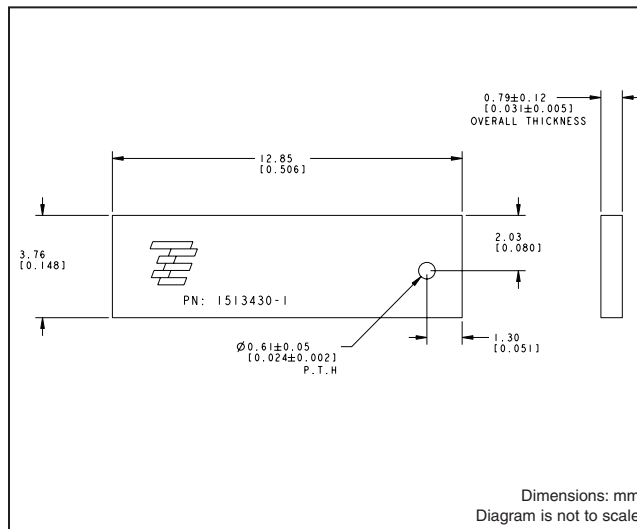 0.79±0.12
[0.031±0.005]
OVERALL THICKNESS
12.85
[0.506]
3.76
[0.148]
2.03
[0.080]
PN: 1513430-1
Ø0.61±0.05
[0.024±0.002]
P.T.H
1.30
[0.051]
Dimensions: mm
Diagram is not to scale